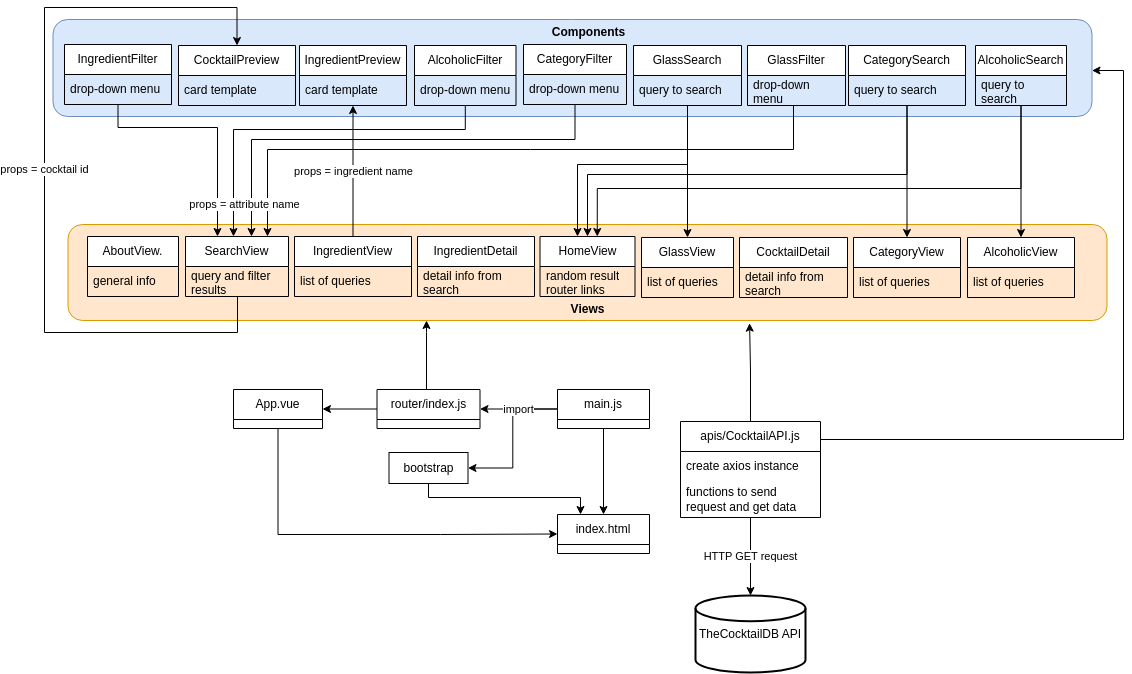 Components
IngredientFilter
drop-down menu
CocktailPreview
card template
IngredientPreview
card template
AlcoholicFilter
drop-down menu
CategoryFilter
drop-down menu
GlassSearch
query to search
GlassFilter
drop-down
menu
CategorySearch
query to search
AlcoholicSearch
query to
search
props = cocktail id
props = ingredient name
props = attribute name
AboutView.
general info
SearchView
query and filter
results
IngredientView
list of queries
IngredientDetail
detail info from
search
HomeView
random result
router links
GlassView
list of queries
CocktailDetail
detail info from
search
CategoryView
list of queries
AlcoholicView
list of queries
Views
App.vue
router/index.js
import
main.js
bootstrap
index.html
apis/CocktailAPI.js
create axios instance
functions to send
request and get data
HTTP GET request
TheCocktailDB API